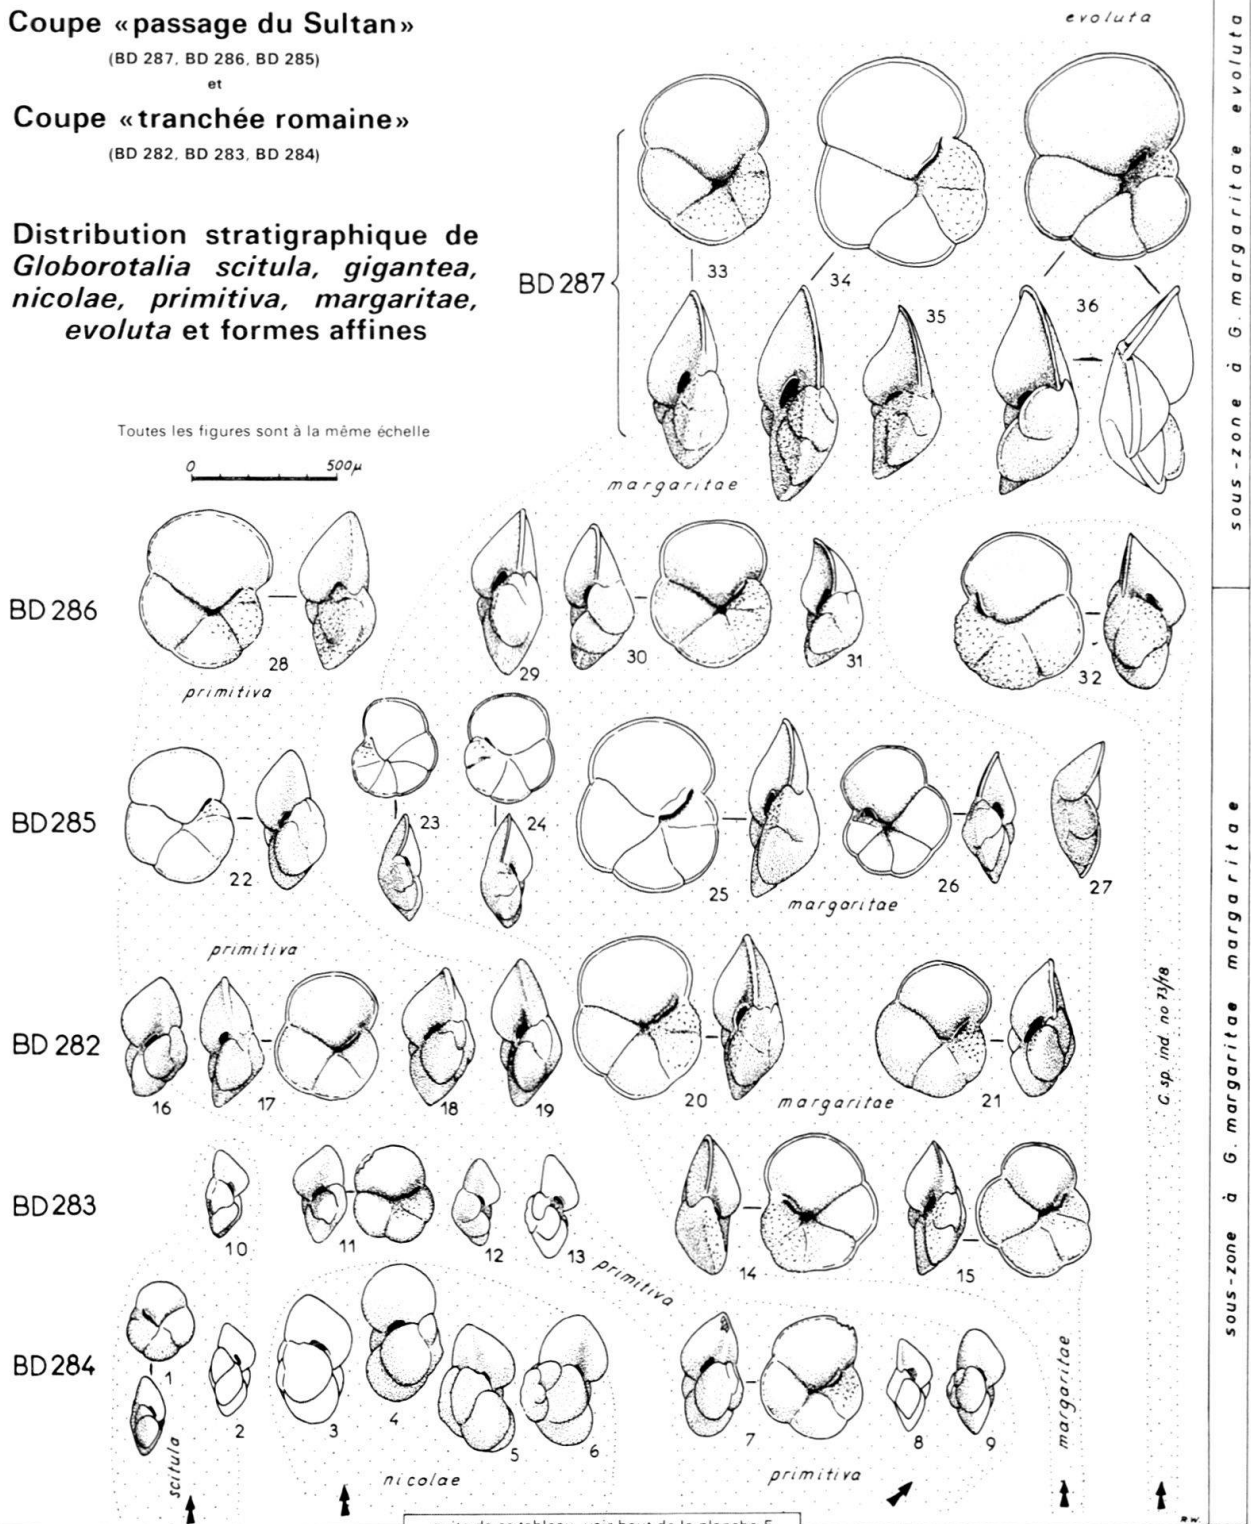 Coupe «passage du Sultan»
(BD 287, BD 286, BD 285)
et
Coupe «tranchée romaine»
(BD 282, BD 283, BD 284)
Distribution stratigraphique de
Globorotalia scitula, gigantea,
nicolae, primitiva, margaritae,
evoluta et formes affines
Toutes les figures sont à la même échelle
0 500µ
evoluta
BD 287
33
34
35
36
margaritae
BD 286
28
29
30
31
32
primitiva
BD 285
22
23
24
25
26
27
margaritae
primitiva
BD 282
16
17
18
19
20
21
margaritae
BD 283
10
11
12
13
14
15
primitiva
BD 284
1
2
3
4
5
6
7
8
9
scitula
nicolae
primitiva
margaritae
G. sp. ind. no 73/18
sous-zone à G. margaritae evoluta
sous-zone à G. margaritae margaritae
R.W.